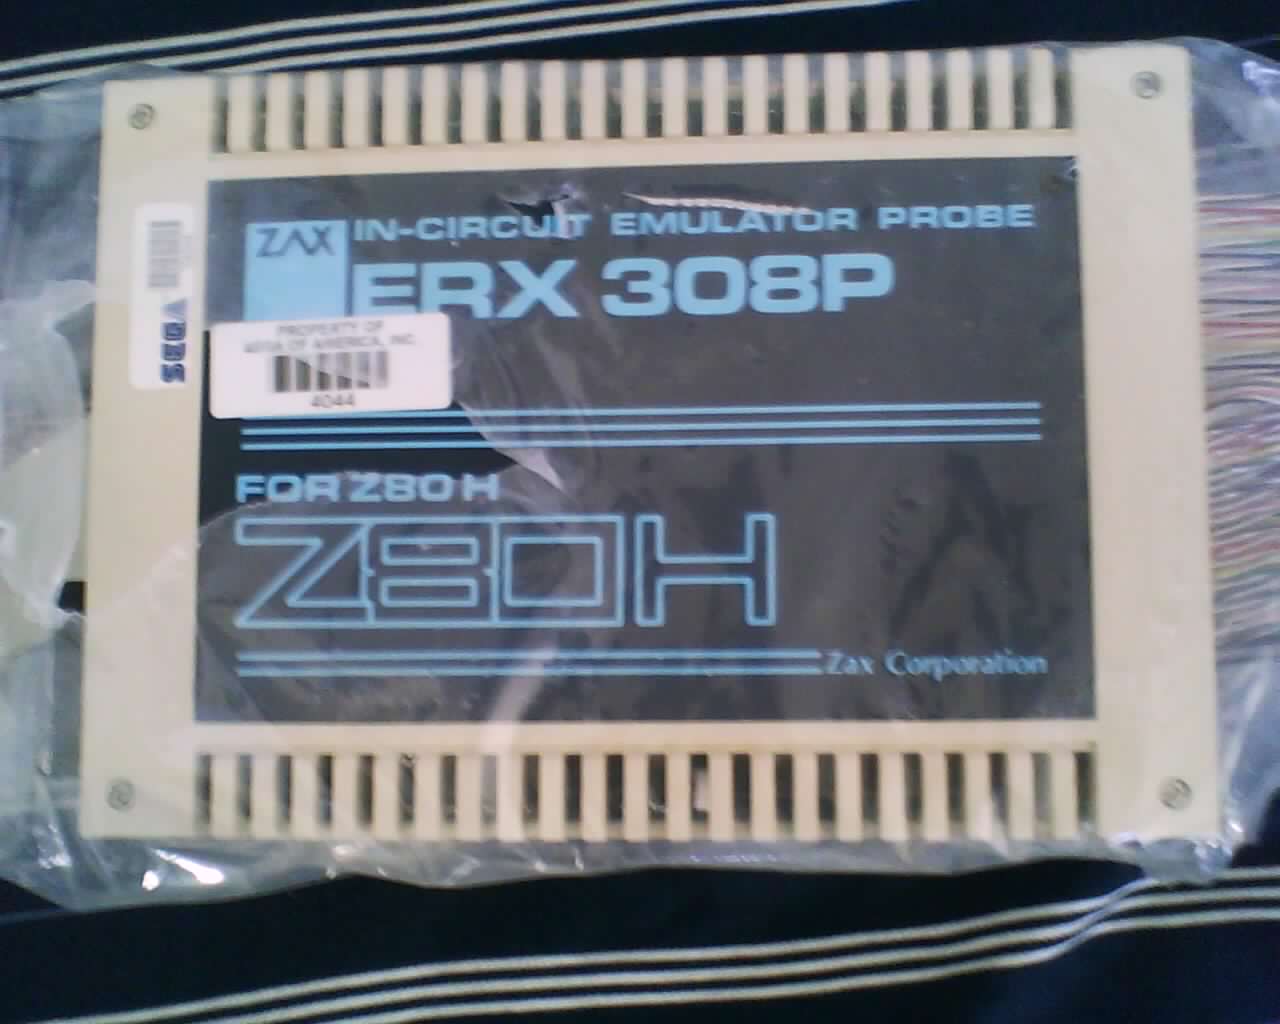 ZAX
IN-CIRCUIT EMULATOR PROBE
ERX 308P
SEGA
PROPERTY OF
SEGA OF AMERICA, INC.
4044
FOR Z80H
Z80H
Zax Corporation